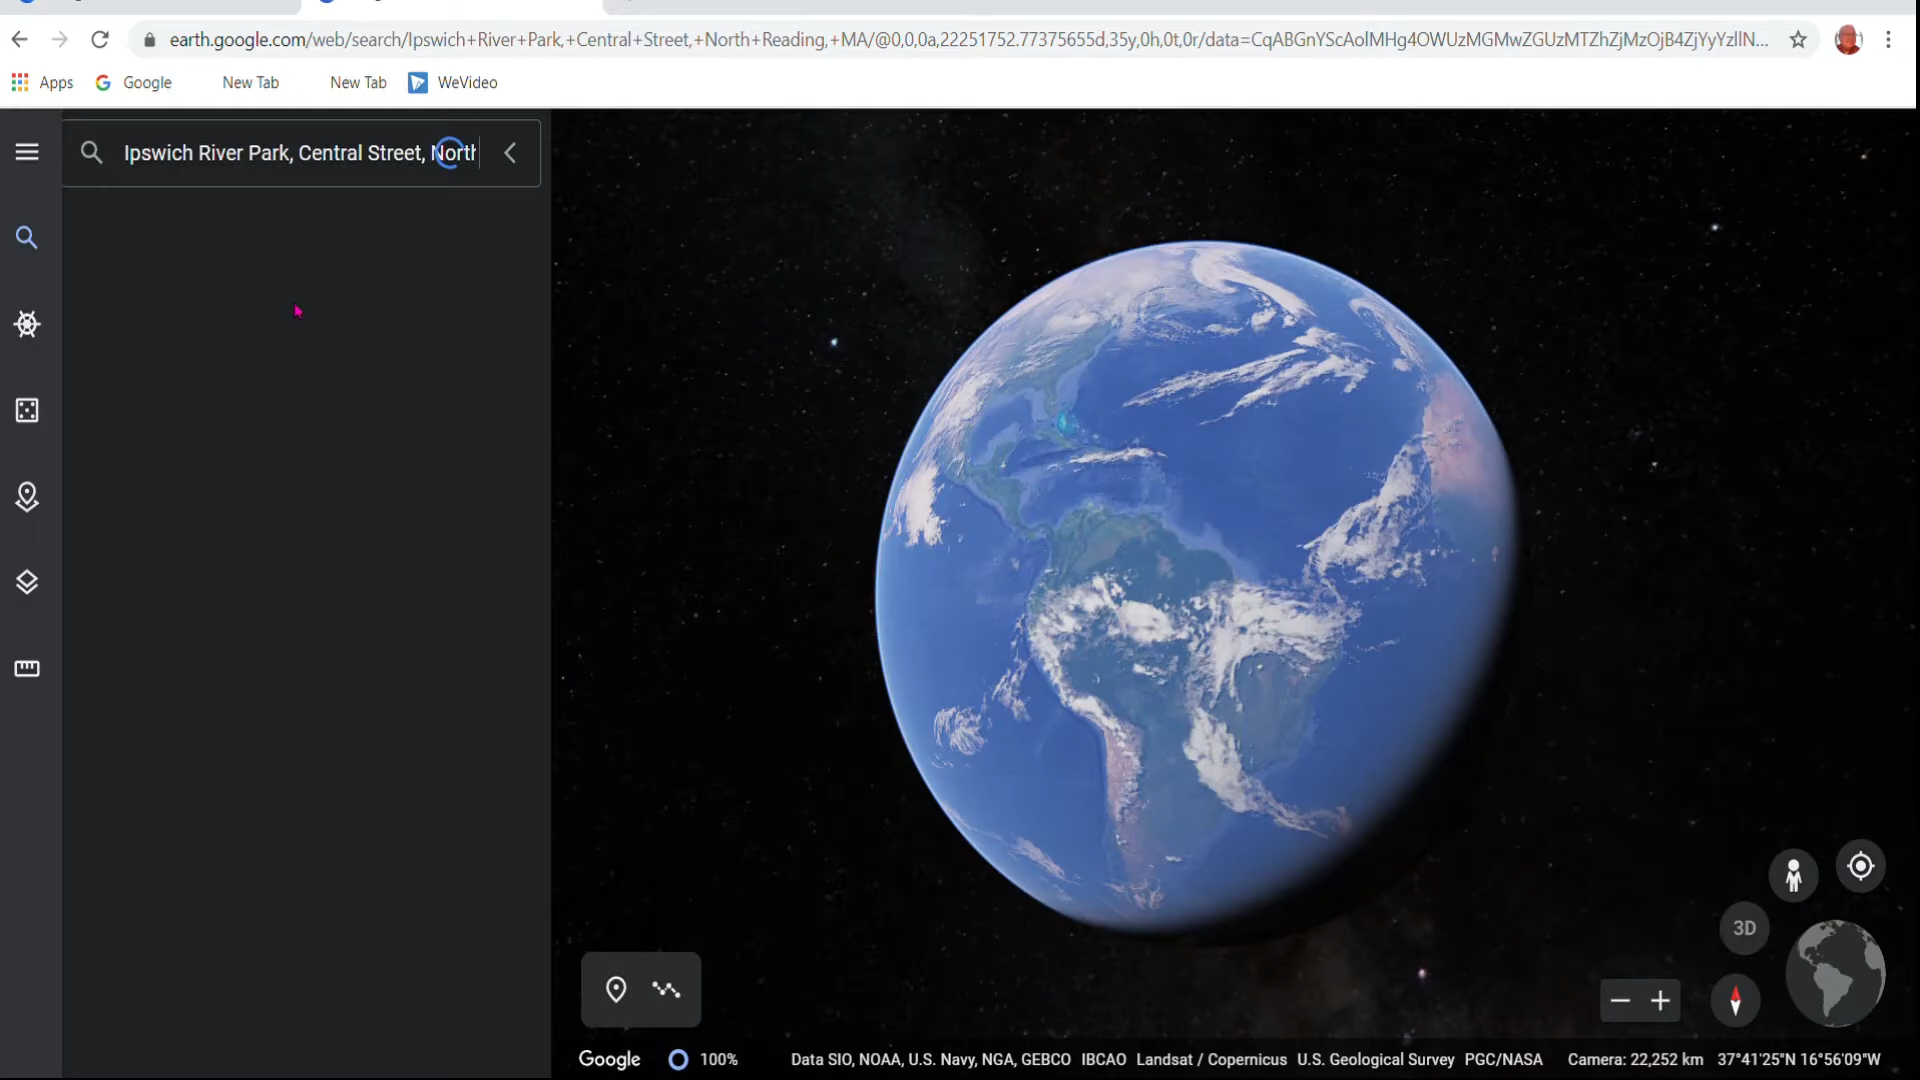 earth.google.com/web/search/Ipswich+River+Park,+Central+Street,+North+Reading,+MA/@0,0,0a,22251752.77375655d,35y,0h,0t,0r/data=CqABGnYScAolMHg4OWUzMGMwZGUzMTZhZjMzOjB4ZjYyYzllN...
Apps Google New Tab New Tab WeVideo
Ipswich River Park, Central Street, North
3D
Google 100% Data SIO, NOAA, U.S. Navy, NGA, GEBCO IBCAO Landsat / Copernicus U.S. Geological Survey PGC/NASA Camera: 22,252 km 37°41'25"N 16°56'09"W